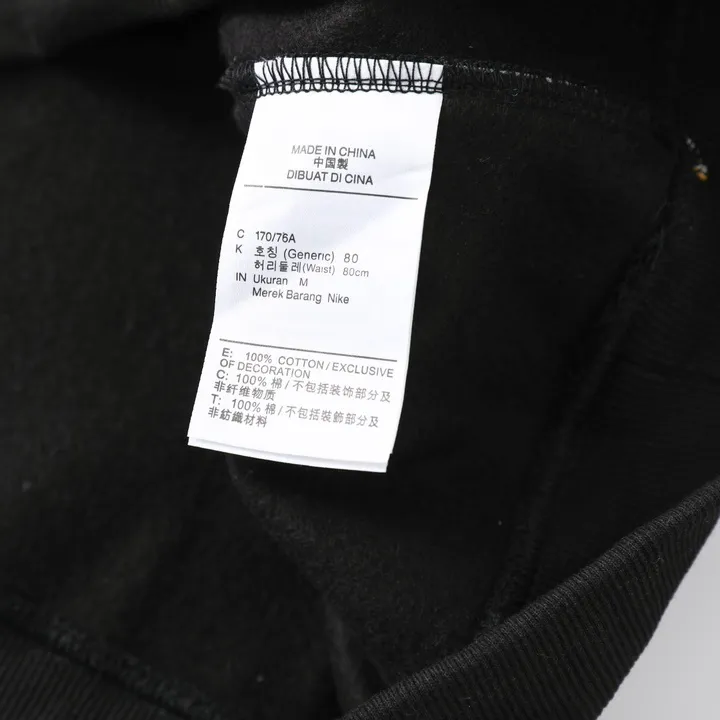 MADE IN CHINA
中国製
DIBUAT DI CINA
C 170/76A
K 호칭 (Generic) 80
허리둘레(Waist) 80cm
IN Ukuran M
Merek Barang Nike
E: 100% COTTON/EXCLUSIVE
OF DECORATION
C: 100% 棉/不包括装饰部分及
非纤维物质
T: 100% 棉/不包括裝飾部分及
非紡織材料